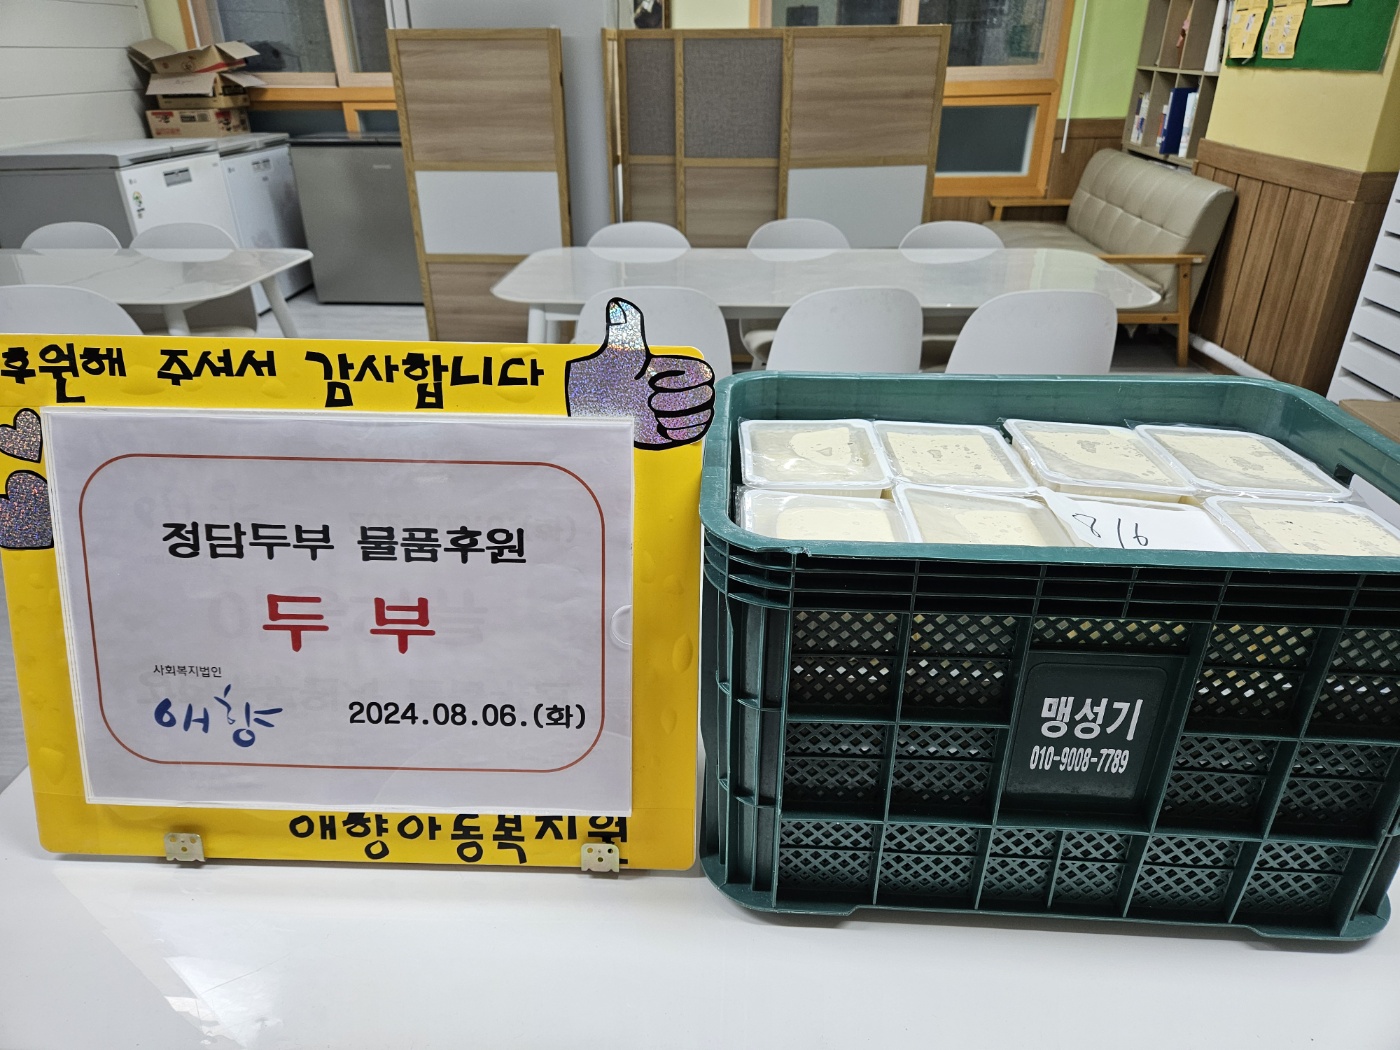 후원해 주셔서 감사합니다
정담두부 물품후원
두부
사회복지법인
애향
2024.08.06.(화)
애향아동복지원
8/6
맹성기
010-9008-7789